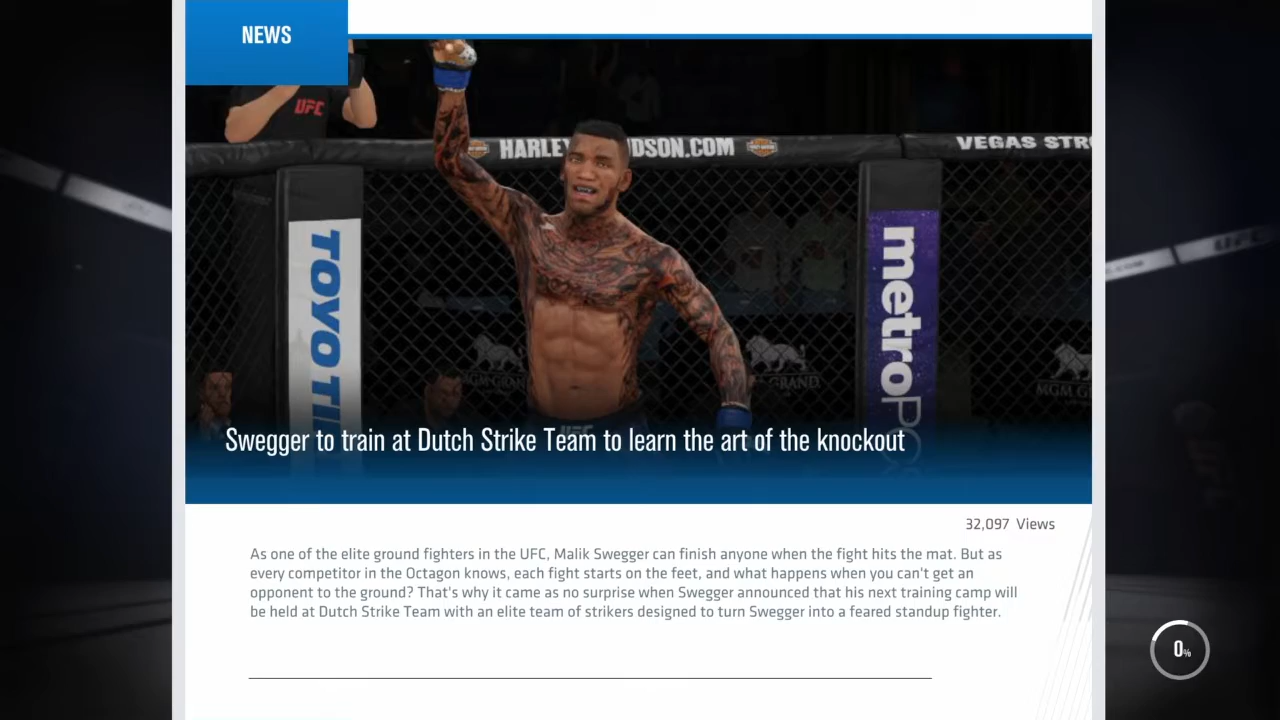 NEWS
UFC
HARLEY
DSON.COM
VEGAS STR
TOYO TI
metroPC
MGM GRAND
GRAND
MGM GRA
UFC
Swegger to train at Dutch Strike Team to learn the art of the knockout
32,097 Views
As one of the elite ground fighters in the UFC, Malik Swegger can finish anyone when the fight hits the mat. But as
every competitor in the Octagon knows, each fight starts on the feet, and what happens when you can't get an
opponent to the ground? That's why it came as no surprise when Swegger announced that his next training camp will
be held at Dutch Strike Team with an elite team of strikers designed to turn Swegger into a feared standup fighter.
0%